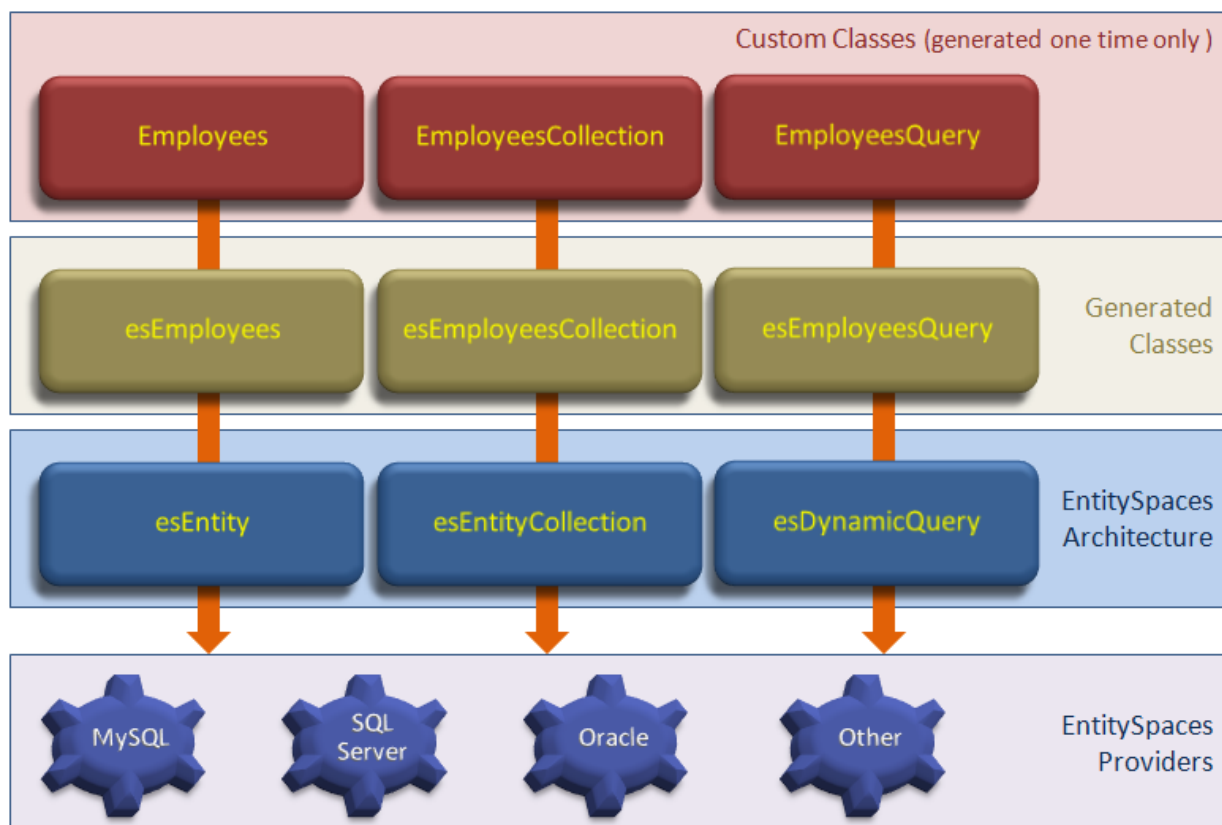 Custom Classes (generated one time only )
Employees
EmployeesCollection
EmployeesQuery
esEmployees
esEmployeesCollection
esEmployeesQuery
Generated
Classes
esEntity
esEntityCollection
esDynamicQuery
EntitySpaces
Architecture
MySQL
SQL
Server
Oracle
Other
EntitySpaces
Providers